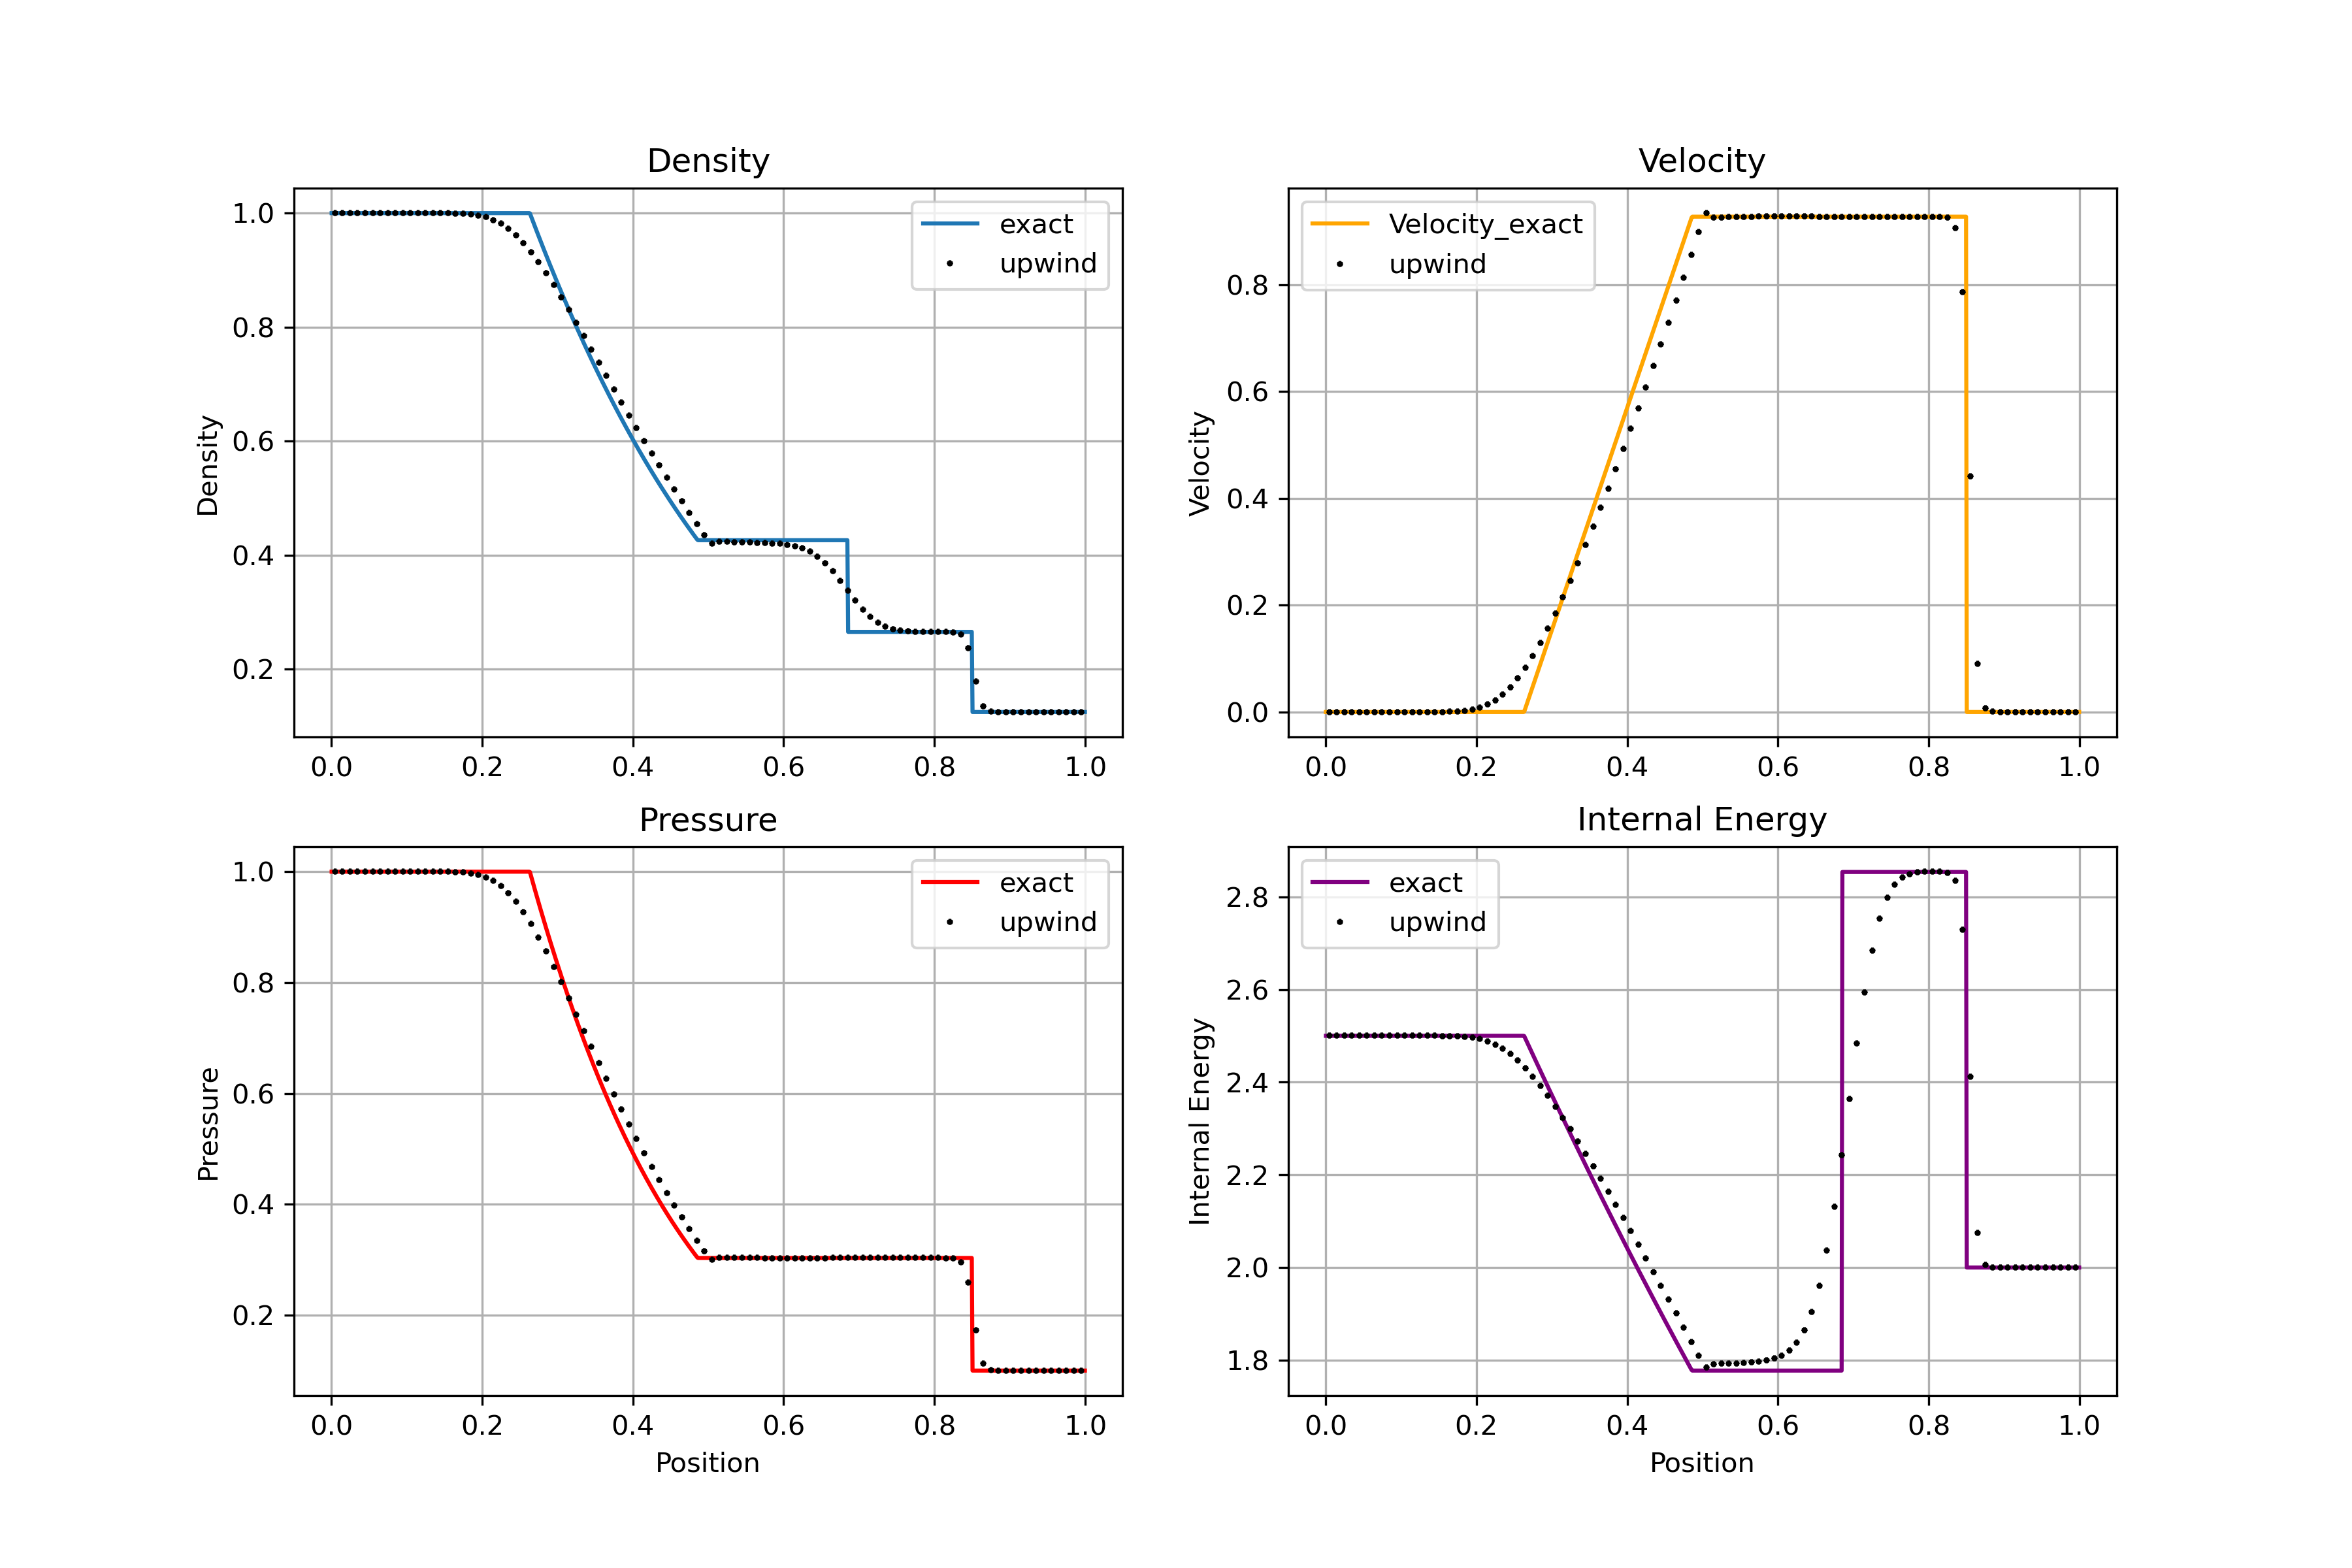 Density
1.0
0.8
0.6
0.4
0.2
Density
exact
upwind
0.0 0.2 0.4 0.6 0.8 1.0
Velocity
0.8
0.6
0.4
0.2
0.0
Velocity
Velocity_exact
upwind
0.0 0.2 0.4 0.6 0.8 1.0
Pressure
1.0
0.8
0.6
0.4
0.2
Pressure
exact
upwind
0.0 0.2 0.4 0.6 0.8 1.0
Position
Internal Energy
2.8
2.6
2.4
2.2
2.0
1.8
Internal Energy
exact
upwind
0.0 0.2 0.4 0.6 0.8 1.0
Position